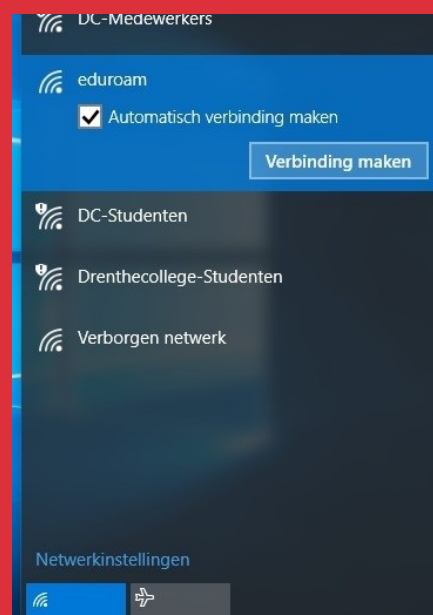 DC-Medewerkers
eduroam
Automatisch verbinding maken
Verbinding maken
DC-Studenten
Drenthecollege-Studenten
Verborgen netwerk
Netwerkinstellingen